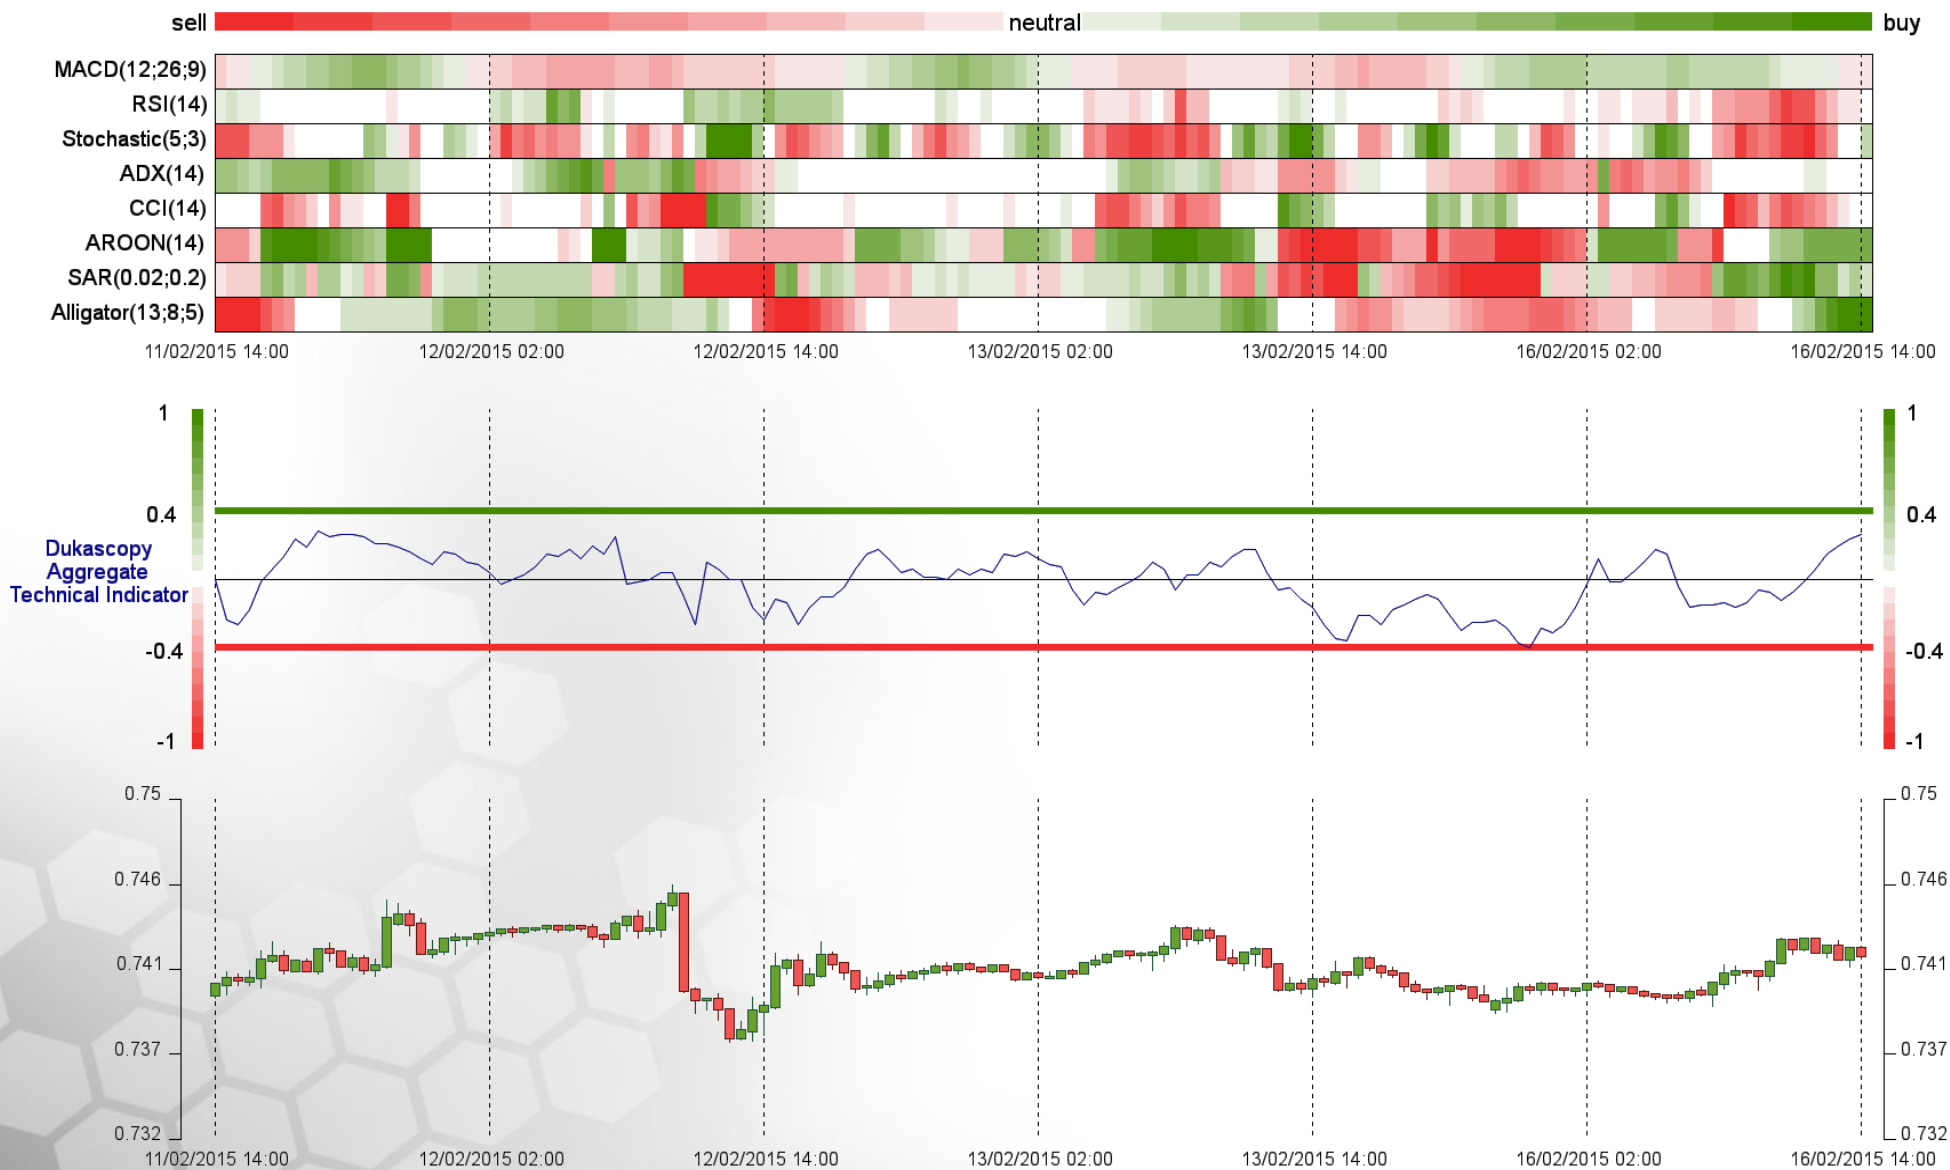 sell neutral buy
MACD(12;26;9)
RSI(14)
Stochastic(5;3)
ADX(14)
CCI(14)
AROON(14)
SAR(0.02;0.2)
Alligator(13;8;5)
11/02/2015 14:00 12/02/2015 02:00 12/02/2015 14:00 13/02/2015 02:00 13/02/2015 14:00 16/02/2015 02:00 16/02/2015 14:00
1 1
0.4 0.4
Dukascopy
Aggregate
Technical Indicator
-0.4 -0.4
-1 -1
0.75 0.75
0.746 0.746
0.741 0.741
0.737 0.737
0.732 0.732
11/02/2015 14:00 12/02/2015 02:00 12/02/2015 14:00 13/02/2015 02:00 13/02/2015 14:00 16/02/2015 02:00 16/02/2015 14:00